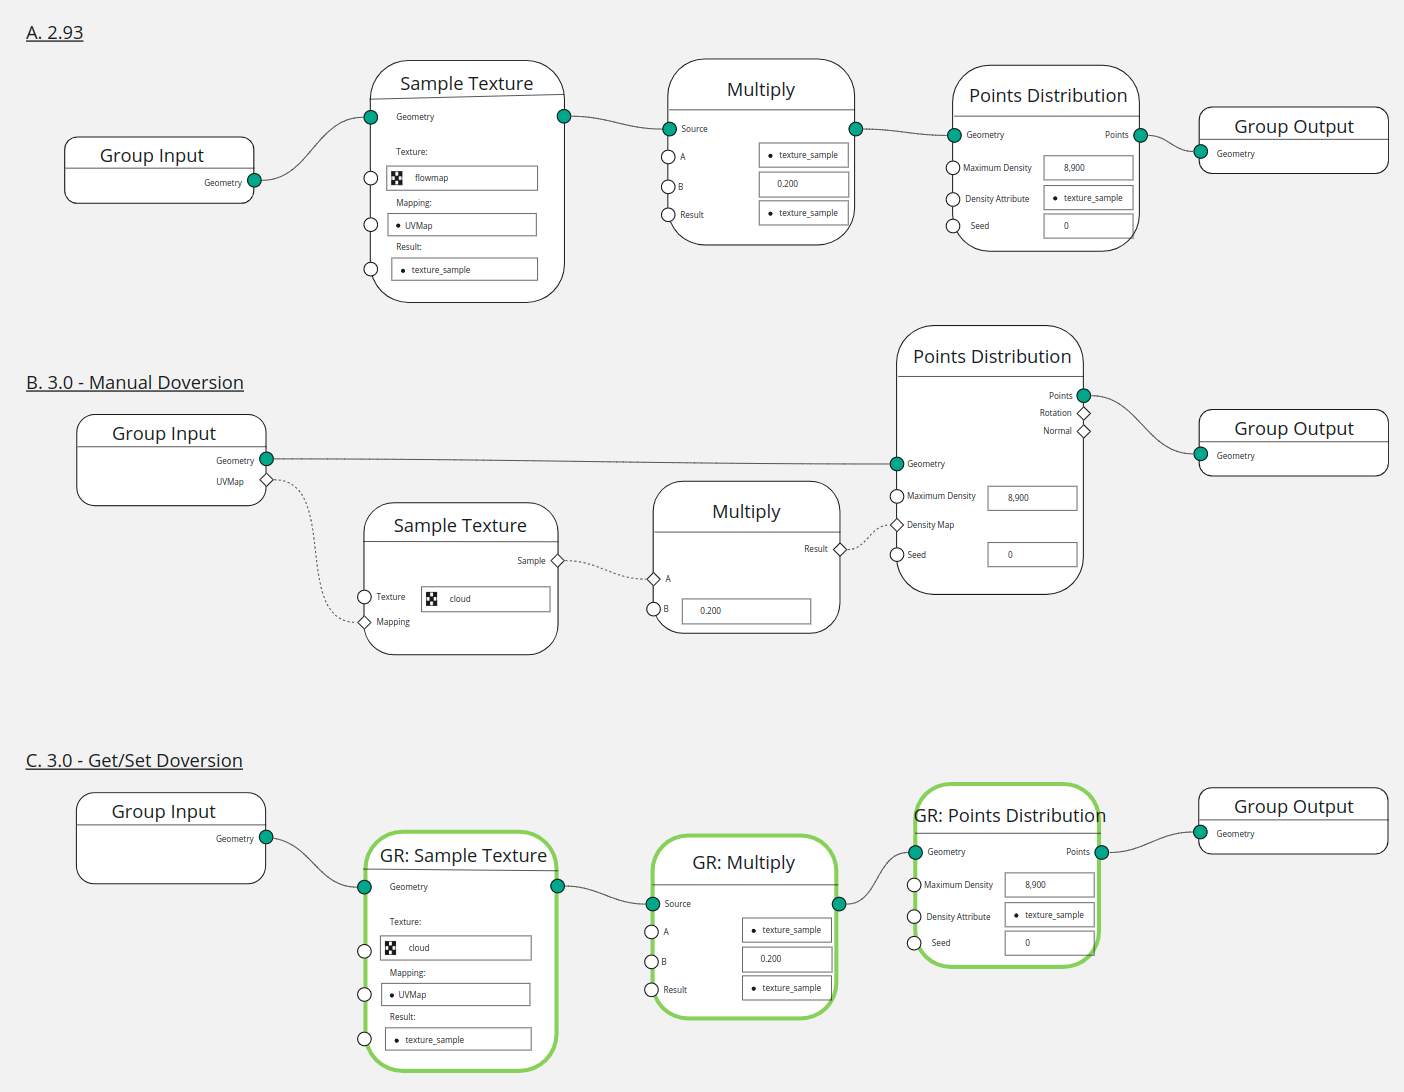 A. 2.93
Group Input
Geometry
Sample Texture
Geometry
Texture:
flowmap
Mapping:
UVMap
Result:
texture_sample
Multiply
Source
A
texture_sample
B
0.200
Result
texture_sample
Points Distribution
Geometry
Points
Maximum Density
8,900
Density Attribute
texture_sample
Seed
0
Group Output
Geometry
B. 3.0 - Manual Doversion
Group Input
Geometry
UVMap
Sample Texture
Sample
Texture
cloud
Mapping
Multiply
Result
A
B
0.200
Points Distribution
Points
Rotation
Normal
Geometry
Maximum Density
8,900
Density Map
Seed
0
Group Output
Geometry
C. 3.0 - Get/Set Doversion
Group Input
Geometry
GR: Sample Texture
Geometry
Texture:
cloud
Mapping:
UVMap
Result:
texture_sample
GR: Multiply
Source
A
texture_sample
B
0.200
Result
texture_sample
GR: Points Distribution
Geometry
Points
Maximum Density
8,900
Density Attribute
texture_sample
Seed
0
Group Output
Geometry